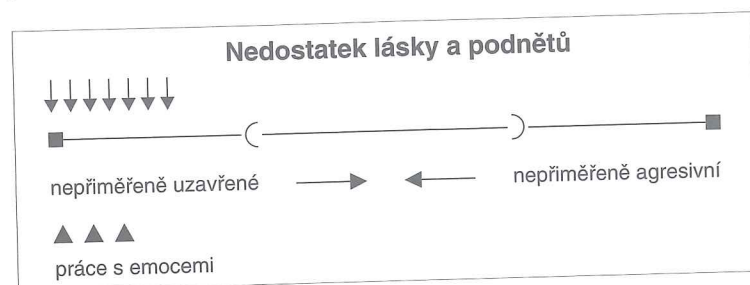 Nedostatek lásky a podnětů
nepřiměřeně uzavřené
nepřiměřeně agresivní
práce s emocemi